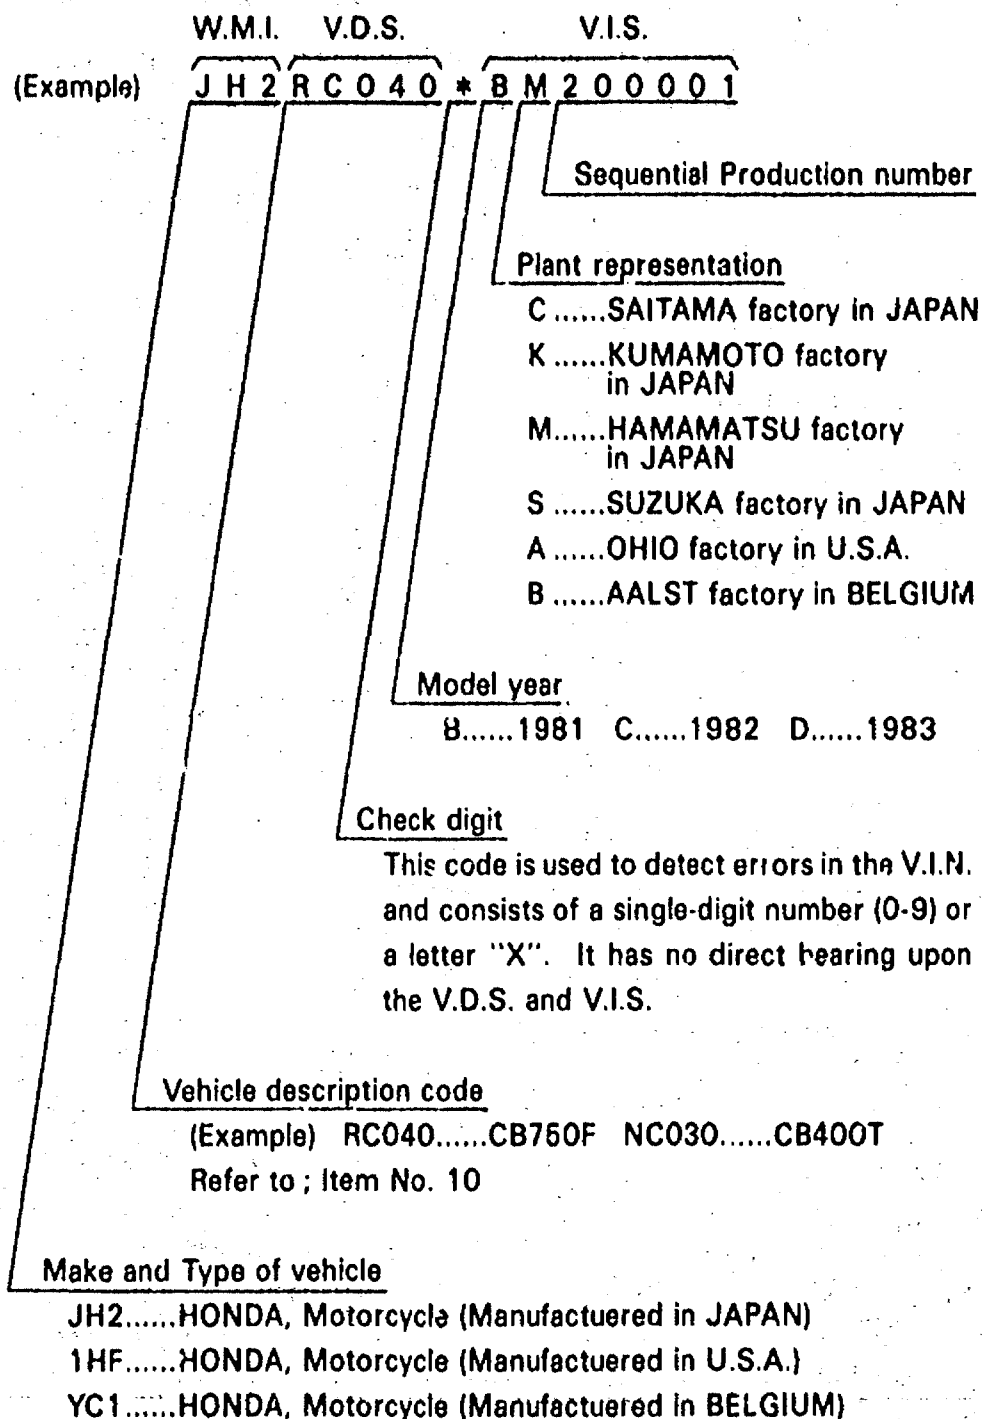 W.M.I. V.D.S. V.I.S.
(Example) J H 2 R C 0 4 0 * B M 2 0 0 0 0 1
Sequential Production number
Plant representation
C ......SAITAMA factory in JAPAN
K ......KUMAMOTO factory
in JAPAN
M......HAMAMATSU factory
in JAPAN
S ......SUZUKA factory in JAPAN
A ......OHIO factory in U.S.A.
B ......AALST factory in BELGIUM
Model year
B......1981 C......1982 D......1983
Check digit
This code is used to detect errors in the V.I.N.
and consists of a single-digit number (0-9) or
a letter "X". It has no direct bearing upon
the V.D.S. and V.I.S.
Vehicle description code
(Example) RC040......CB750F NC030......CB400T
Refer to ; Item No. 10
Make and Type of vehicle
JH2......HONDA, Motorcycle (Manufactuered in JAPAN)
1HF......HONDA, Motorcycle (Manufactuered in U.S.A.)
YC1......HONDA, Motorcycle (Manufactuered in BELGIUM)